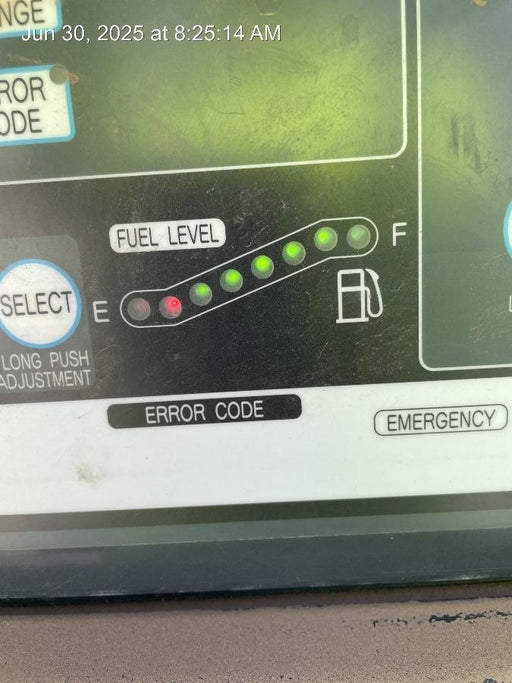 NGE
Jun 30, 2025 at 8:25:14 AM
ROR
ODE
FUEL LEVEL
F
SELECT
E
LONG PUSH
ADJUSTMENT
ERROR CODE
EMERGENCY